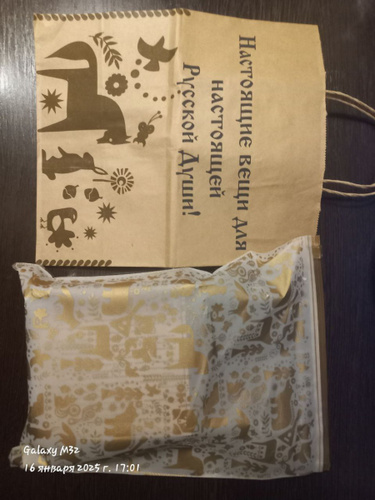 Настоящие вещи для
настоящей
Русской Души!
Galaxy M32
16 января 2025 г. 17:01